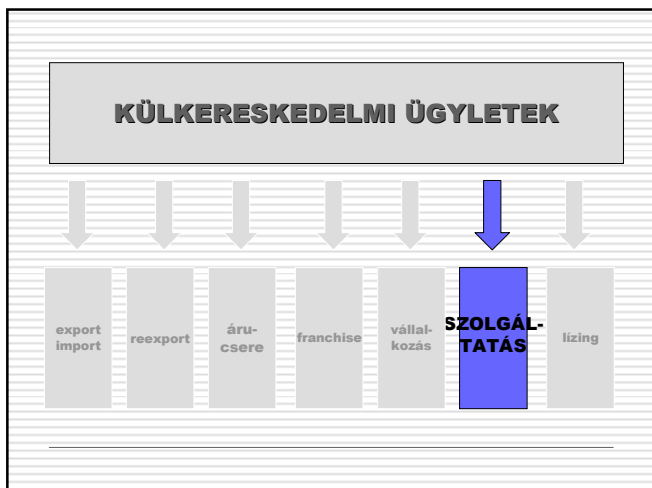 KÜLKERESKEDELMI ÜGYLETEK
export
import
reexport
áru-
csere
franchise
vállal-
kozás
SZOLGÁL-
TATÁS
lízing